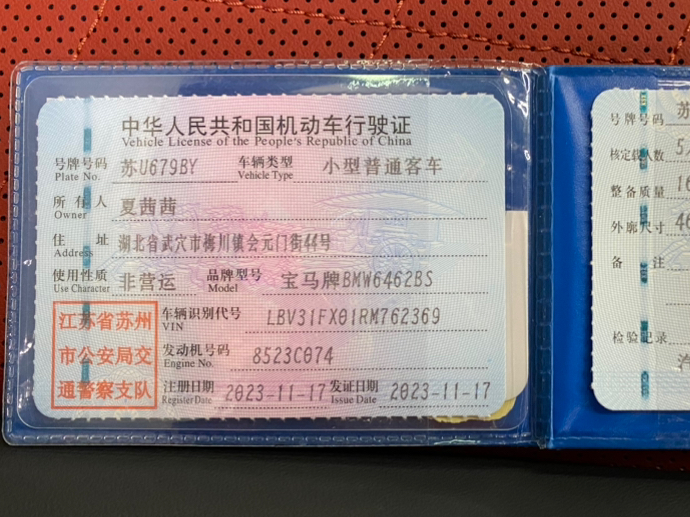 中华人民共和国机动车行驶证
Vehicle License of the People's Republic of China
号牌号码 苏U679BY 车辆类型 小型普通客车
Plate No. Vehicle Type
所有人 夏茜茜
Owner
住址 湖北省武穴市梅川镇会元门街44号
Address
使用性质 非营运 品牌型号 宝马牌BMW6462BS
Use Character Model
江苏省苏州
市公安局交
通警察支队
车辆识别代号 LBV31FX01RM762369
VIN
发动机号码 8523C074
Engine No.
注册日期 2023-11-17 发证日期 2023-11-17
Register Date Issue Date
号牌号码 苏
核定载人数 5
整备质量 16
外廓尺寸 46
备注
检验记录